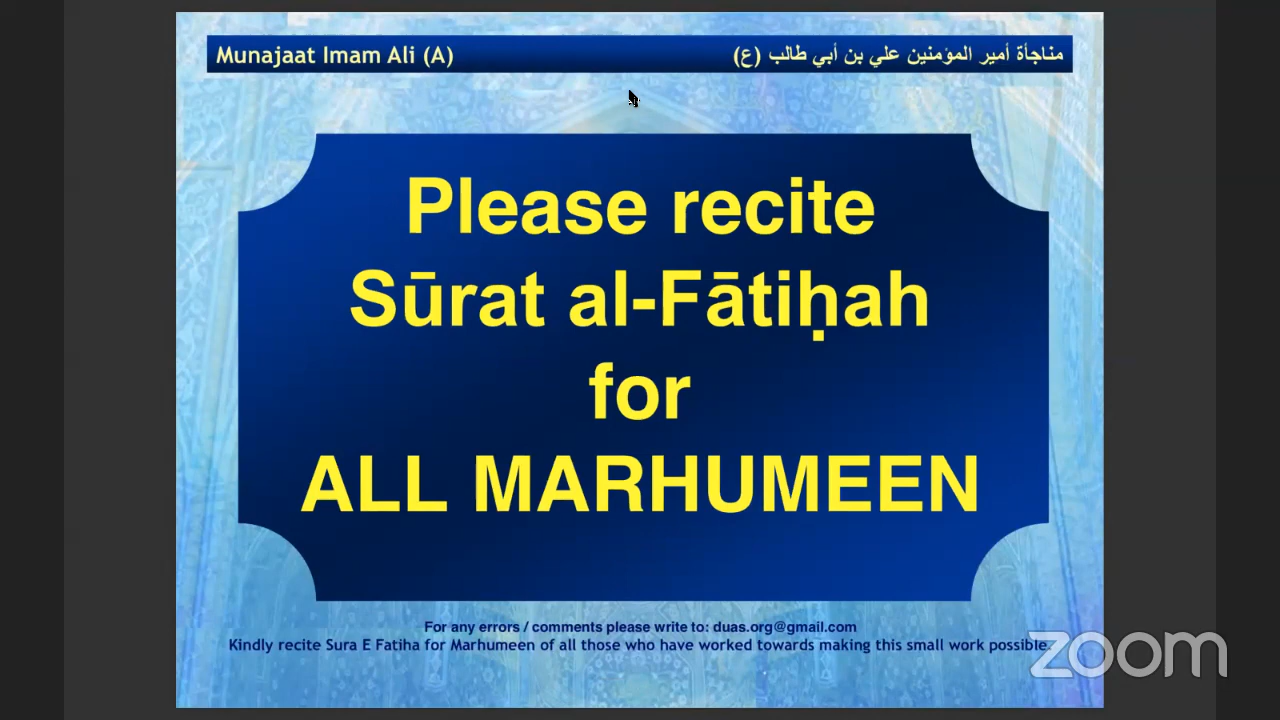 Munajaat Imam Ali (A)
مناجأة أمير المؤمنين علي بن أبي طالب (ع)
Please recite
Sūrat al-Fātiḥah
for
ALL MARHUMEEN
For any errors / comments please write to: duas.org@gmail.com
Kindly recite Sura E Fatiha for Marhumeen of all those who have worked towards making this small work possible.
zoom